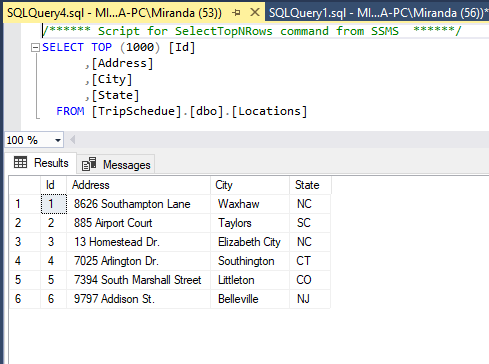 SQLQuery4.sql - MI...A-PC\Miranda (53)) SQLQuery1.sql - MI...A-PC\Miranda (56))*
/****** Script for SelectTopNRows command from SSMS ******/
SELECT TOP (1000) [Id]
,[Address]
,[City]
,[State]
FROM [TripSchedue].[dbo].[Locations]
100 %
Results Messages
Id Address City State
1 1 8626 Southampton Lane Waxhaw NC
2 2 885 Airport Court Taylors SC
3 3 13 Homestead Dr. Elizabeth City NC
4 4 7025 Arlington Dr. Southington CT
5 5 7394 South Marshall Street Littleton CO
6 6 9797 Addison St. Belleville NJ